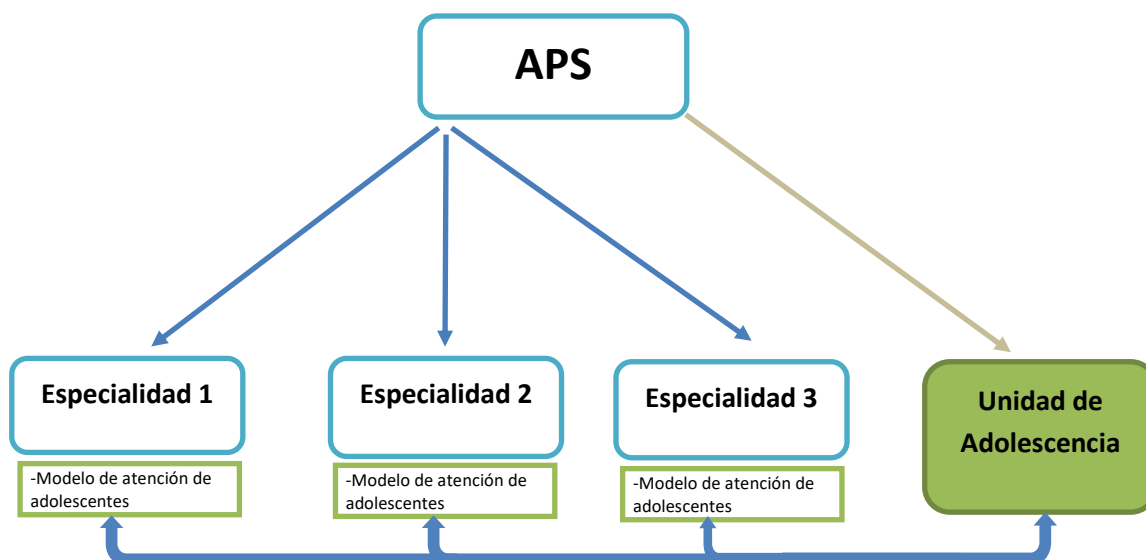 APS
Especialidad 1
Especialidad 2
Especialidad 3
Unidad de
Adolescencia
-Modelo de atención de
adolescentes
-Modelo de atención de
adolescentes
-Modelo de atención de
adolescentes